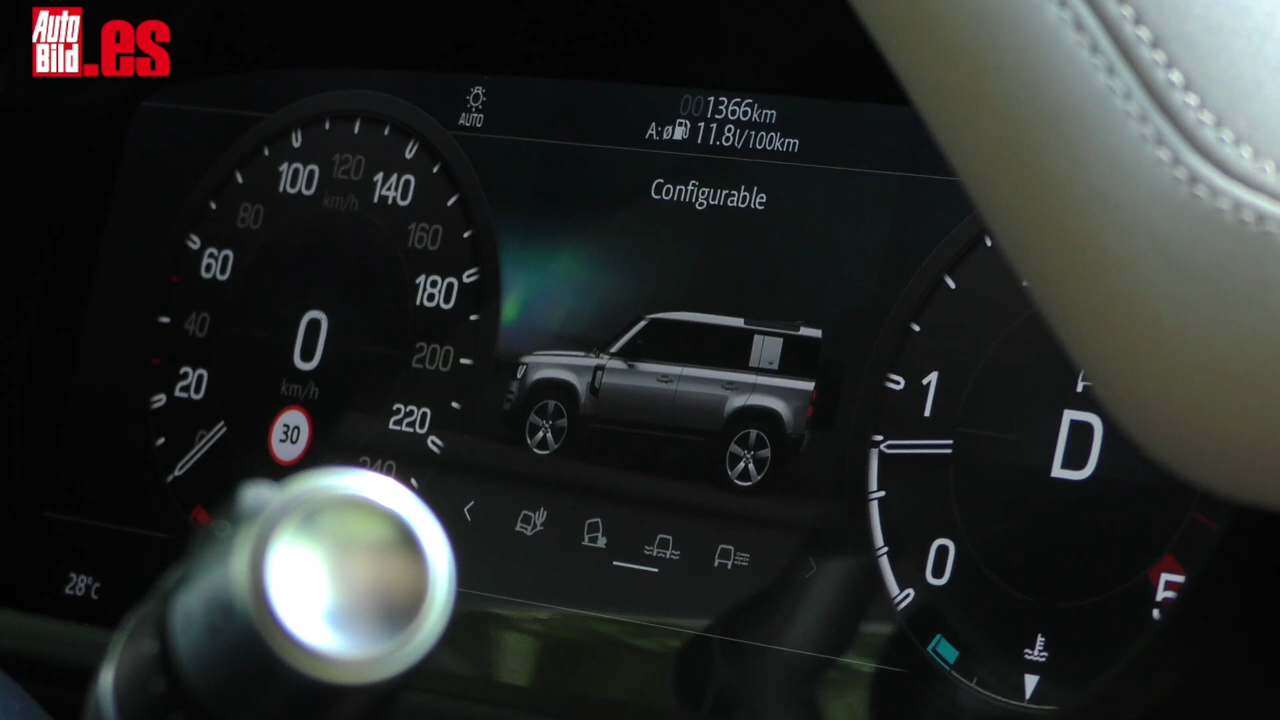 Auto
Bild
.es
AUTO
001366km
A:ø 11.8l/100km
Configurable
100
120
140
km/h
80
160
60
180
40
200
20
220
240
0
km/h
30
1
D
0
5
28°c